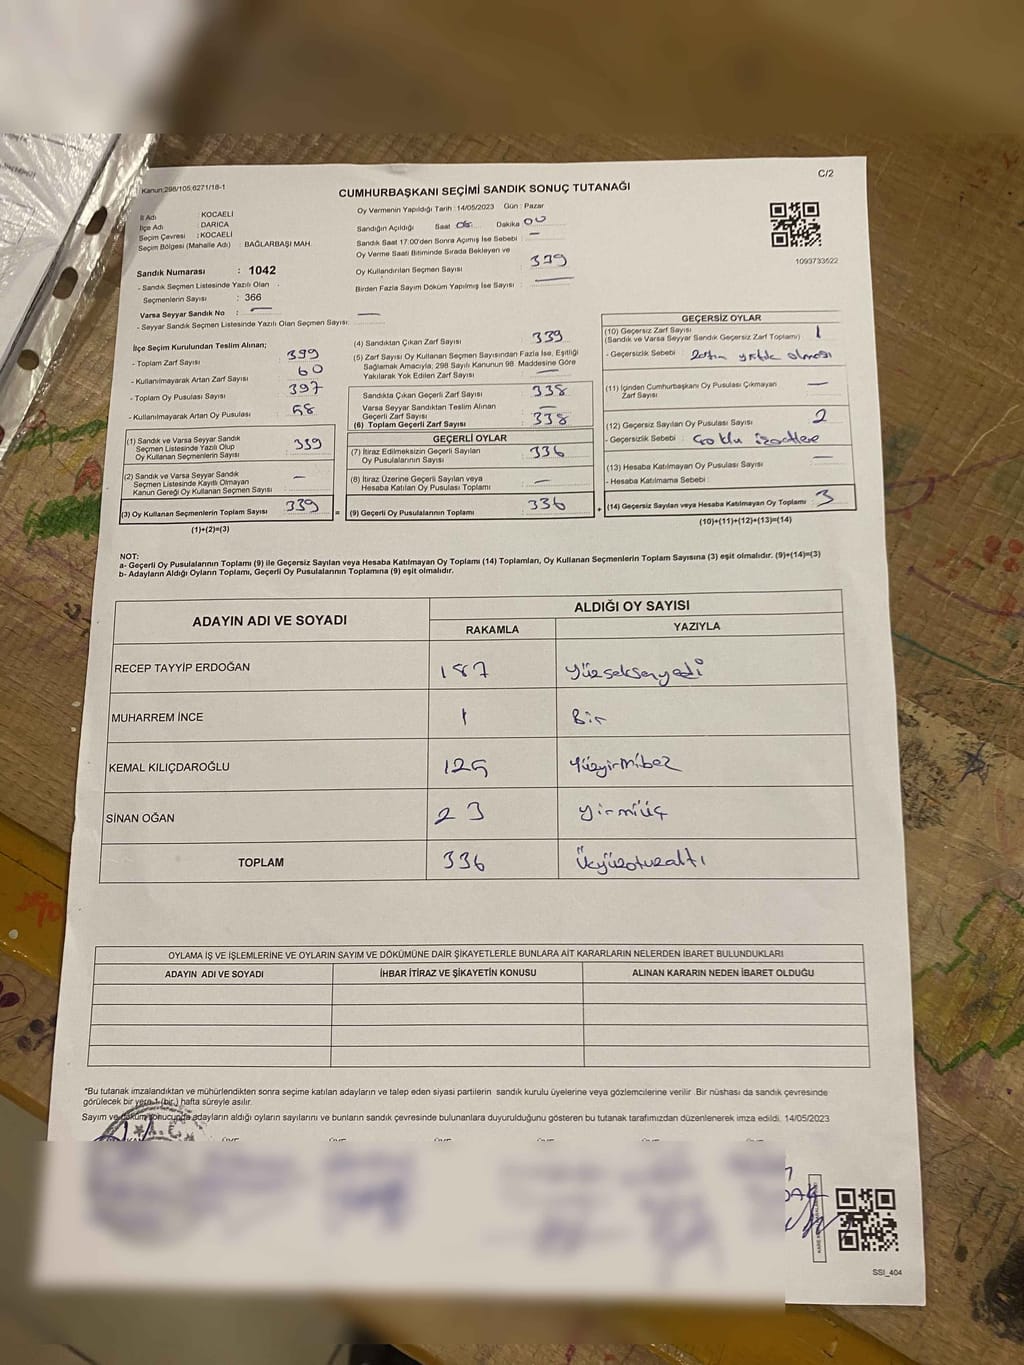 C/2
Kanun:298/105;6271/18-1
CUMHURBAŞKANI SEÇİMİ SANDIK SONUÇ TUTANAĞI
İl Adı : KOCAELİ
İlçe Adı : DARICA
Seçim Çevresi : KOCAELİ
Seçim Bölgesi (Mahalle Adı) : BAĞLARBAŞI MAH.
Oy Vermenin Yapıldığı Tarih :14/05/2023 Gün : Pazar
Sandığın Açıldığı Saat Dakika 00
Sandık Saat 17:00'den Sonra Açımış İse Sebebi : —
Oy Verme Saati Bitiminde Sırada Bekleyen ve
Oy Kullandırılan Seçmen Sayısı : 339
Birden Fazla Sayım Döküm Yapılmış İse Sayısı : —
1093733522
Sandık Numarası : 1042
- Sandık Seçmen Listesinde Yazılı Olan
Seçmenlerin Sayısı : 366
Varsa Seyyar Sandık No : —
- Seyyar Sandık Seçmen Listesinde Yazılı Olan Seçmen Sayısı: —
İlçe Seçim Kurulundan Teslim Alınan;
- Toplam Zarf Sayısı 399
- Kullanılmayarak Artan Zarf Sayısı 60
- Toplam Oy Pusulası Sayısı 397
- Kullanılmayarak Artan Oy Pusulası 58
(1) Sandık ve Varsa Seyyar Sandık
Seçmen Listesinde Yazılı Olup
Oy Kullanan Seçmenlerin Sayısı 339
(2) Sandık ve Varsa Seyyar Sandık
Seçmen Listesinde Kayıtlı Olmayan
Kanun Gereği Oy Kullanan Seçmen Sayısı —
(3) Oy Kullanan Seçmenlerin Toplam Sayısı 339
(1)+(2)=(3)
=
(4) Sandıktan Çıkan Zarf Sayısı 339
(5) Zarf Sayısı Oy Kullanan Seçmen Sayısından Fazla İse, Eşitliği
Sağlamak Amacıyla; 298 Sayılı Kanunun 98. Maddesine Göre
Yakılarak Yok Edilen Zarf Sayısı —
Sandıkta Çıkan Geçerli Zarf Sayısı 338
Varsa Seyyar Sandıktan Teslim Alınan
Geçerli Zarf Sayısı —
(6) Toplam Geçerli Zarf Sayısı 338
GEÇERLİ OYLAR
(7) İtiraz Edilmeksizin Geçerli Sayılan
Oy Pusulalarının Sayısı 336
(8) İtiraz Üzerine Geçerli Sayılan veya
Hesaba Katılan Oy Pusulası Toplamı —
(9) Geçerli Oy Pusulalarının Toplamı 336
+
GEÇERSİZ OYLAR
(10) Geçersiz Zarf Sayısı
(Sandık ve Varsa Seyyar Sandık Geçersiz Zarf Toplamı) 1
- Geçersizlik Sebebi : olması
(11) İçinden Cumhurbaşkanı Oy Pusulası Çıkmayan
Zarf Sayısı —
(12) Geçersiz Sayılan Oy Pusulası Sayısı 2
- Geçersizlik Sebebi : çoklu
(13) Hesaba Katılmayan Oy Pusulası Sayısı —
- Hesaba Katılmama Sebebi :
(14) Geçersiz Sayılan veya Hesaba Katılmayan Oy Toplamı 3
(10)+(11)+(12)+(13)=(14)
NOT:
a- Geçerli Oy Pusulalarının Toplamı (9) ile Geçersiz Sayılan veya Hesaba Katılmayan Oy Toplamı (14) Toplamları, Oy Kullanan Seçmenlerin Toplam Sayısına (3) eşit olmalıdır. (9)+(14)=(3)
b- Adayların Aldığı Oyların Toplamı, Geçerli Oy Pusulalarının Toplamına (9) eşit olmalıdır.
ADAYIN ADI VE SOYADI
ALDIĞI OY SAYISI
RAKAMLA YAZIYLA
RECEP TAYYİP ERDOĞAN 187 Yüzseksenyedi
MUHARREM İNCE 1 Bir
KEMAL KILIÇDAROĞLU 125 Yüzyirmibeş
SİNAN OĞAN 23 yirmiüç
TOPLAM 336 Üçyüzotuzaltı
OYLAMA İŞ VE İŞLEMLERİNE VE OYLARIN SAYIM VE DÖKÜMÜNE DAİR ŞİKAYETLERLE BUNLARA AİT KARARLARIN NELERDEN İBARET BULUNDUKLARI
ADAYIN ADI VE SOYADI İHBAR İTİRAZ VE ŞİKAYETİN KONUSU ALINAN KARARIN NEDEN İBARET OLDUĞU
*Bu tutanak imzalandıktan ve mühürlendikten sonra seçime katılan adayların ve talep eden siyasi partilerin sandık kurulu üyelerine veya gözlemcilerine verilir. Bir nüshası da sandık çevresinde
görülecek bir yere 1 (bir) hafta süreyle asılır.
Sayım ve döküm sonucunda adayların aldığı oyların sayılarını ve bunların sandık çevresinde bulunanlara duyurulduğunu gösteren bu tutanak tarafımızdan düzenlenerek imza edildi. 14/05/2023
SSI_404